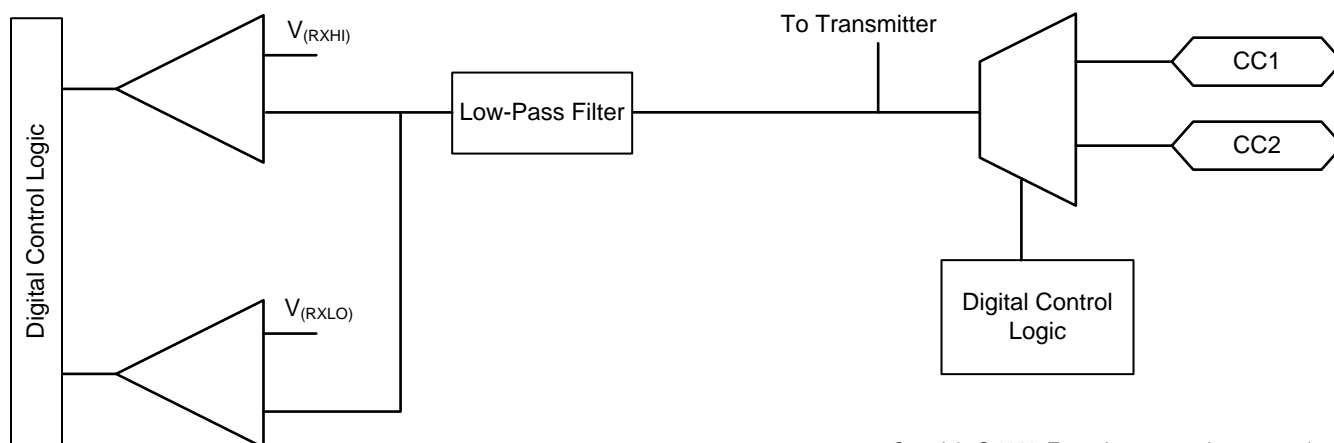 To Transmitter
V(RXHI)
CC1
Low-Pass Filter
CC2
Digital Control Logic
V(RXLO)
Digital Control
Logic